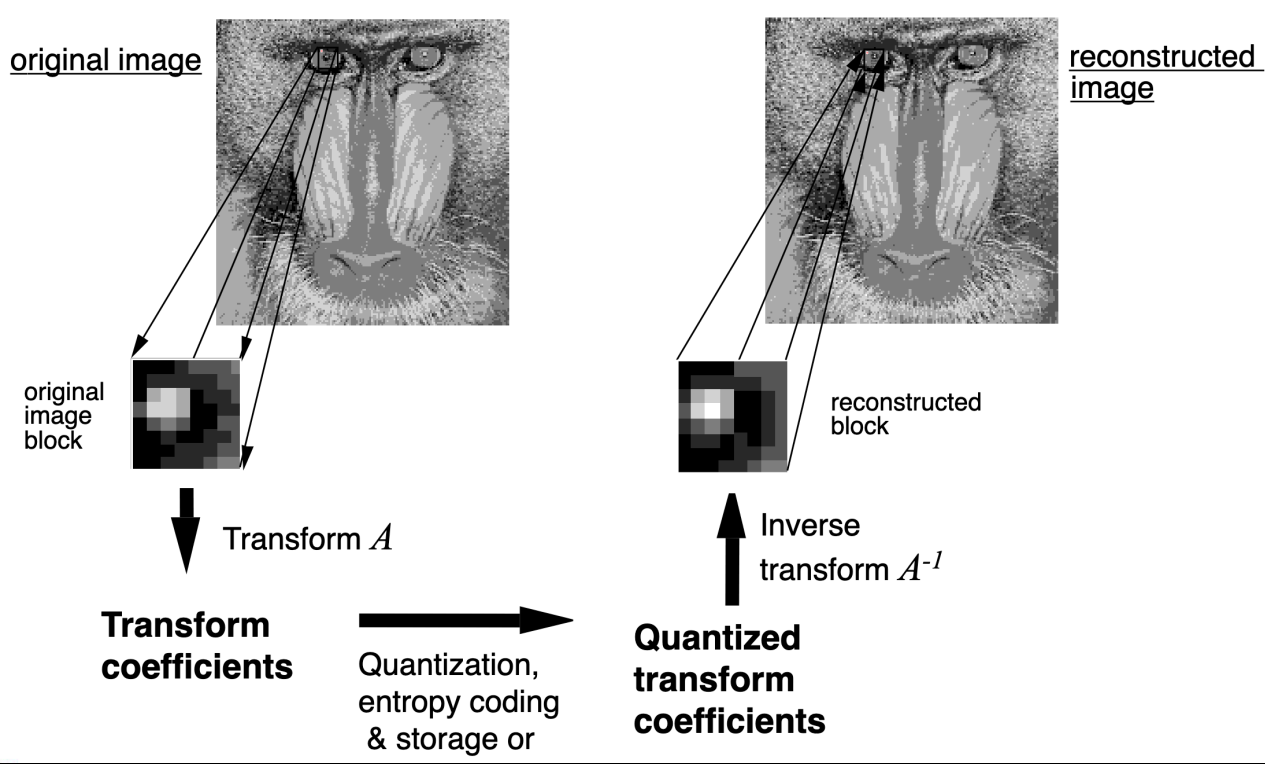 original image
reconstructed
image
original
image
block
reconstructed
block
Transform A
Inverse
transform A⁻¹
Transform
coefficients
Quantization,
entropy coding
& storage or
Quantized
transform
coefficients